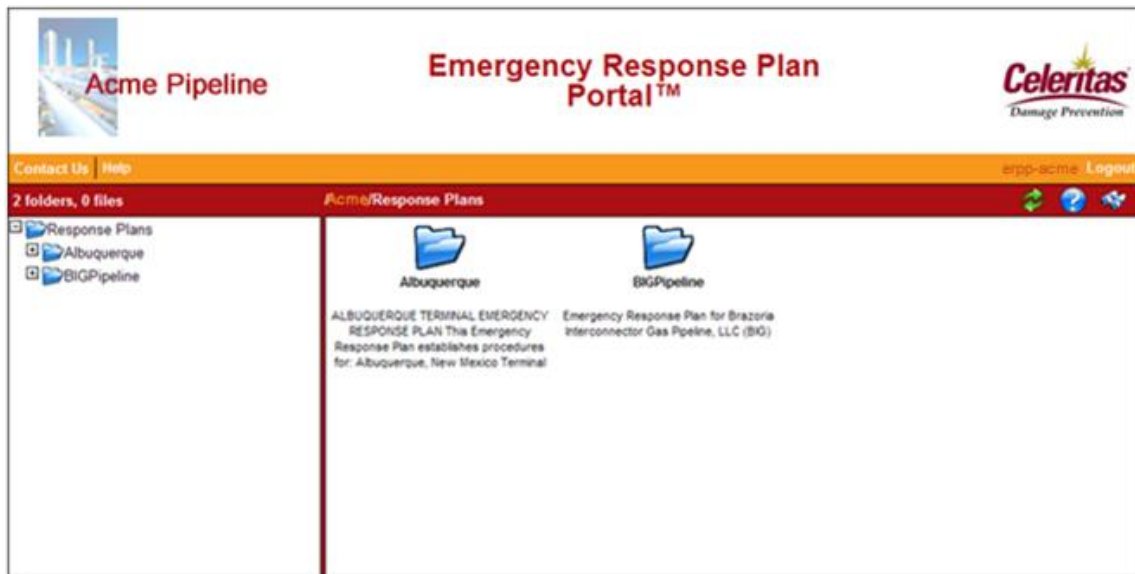 Acme Pipeline
Emergency Response Plan
Portal™
Celeritas
Damage Prevention
Contact Us | Help
erpp-acme Logout
2 folders, 0 files
Acme/Response Plans
Response Plans
Albuquerque
BIGPipeline
Albuquerque
ALBUQUERQUE TERMINAL EMERGENCY
RESPONSE PLAN This Emergency
Response Plan establishes procedures
for: Albuquerque, New Mexico Terminal
BIGPipeline
Emergency Response Plan for Brazoria
Interconnector Gas Pipeline, LLC (BIG)